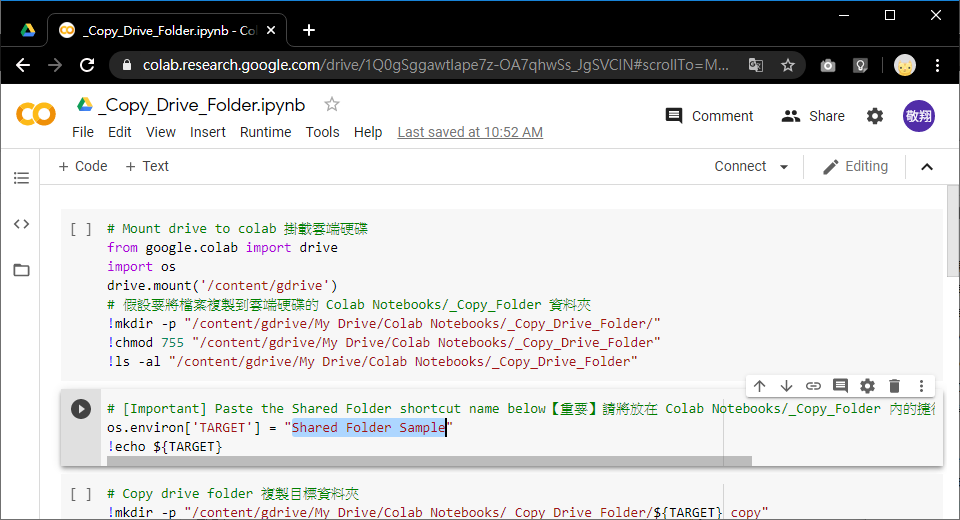 _Copy_Drive_Folder.ipynb - Co
colab.research.google.com/drive/1Q0gSggawtIape7z-OA7qhwSs_JgSVClN#scrollTo=M...
_Copy_Drive_Folder.ipynb
File Edit View Insert Runtime Tools Help Last saved at 10:52 AM
Comment Share 敬翔
+ Code + Text Connect Editing
[ ] # Mount drive to colab 掛載雲端硬碟
from google.colab import drive
import os
drive.mount('/content/gdrive')
# 假設要將檔案複製到雲端硬碟的 Colab Notebooks/_Copy_Folder 資料夾
!mkdir -p "/content/gdrive/My Drive/Colab Notebooks/_Copy_Drive_Folder/"
!chmod 755 "/content/gdrive/My Drive/Colab Notebooks/_Copy_Drive_Folder"
!ls -al "/content/gdrive/My Drive/Colab Notebooks/_Copy_Drive_Folder"
# [Important] Paste the Shared Folder shortcut name below【重要】請將放在 Colab Notebooks/_Copy_Folder 內的捷
os.environ['TARGET'] = "Shared Folder Sample"
!echo ${TARGET}
[ ] # Copy drive folder 複製目標資料夾
!mkdir -p "/content/gdrive/My Drive/Colab Notebooks/_Copy_Drive_Folder/${TARGET}_copy"